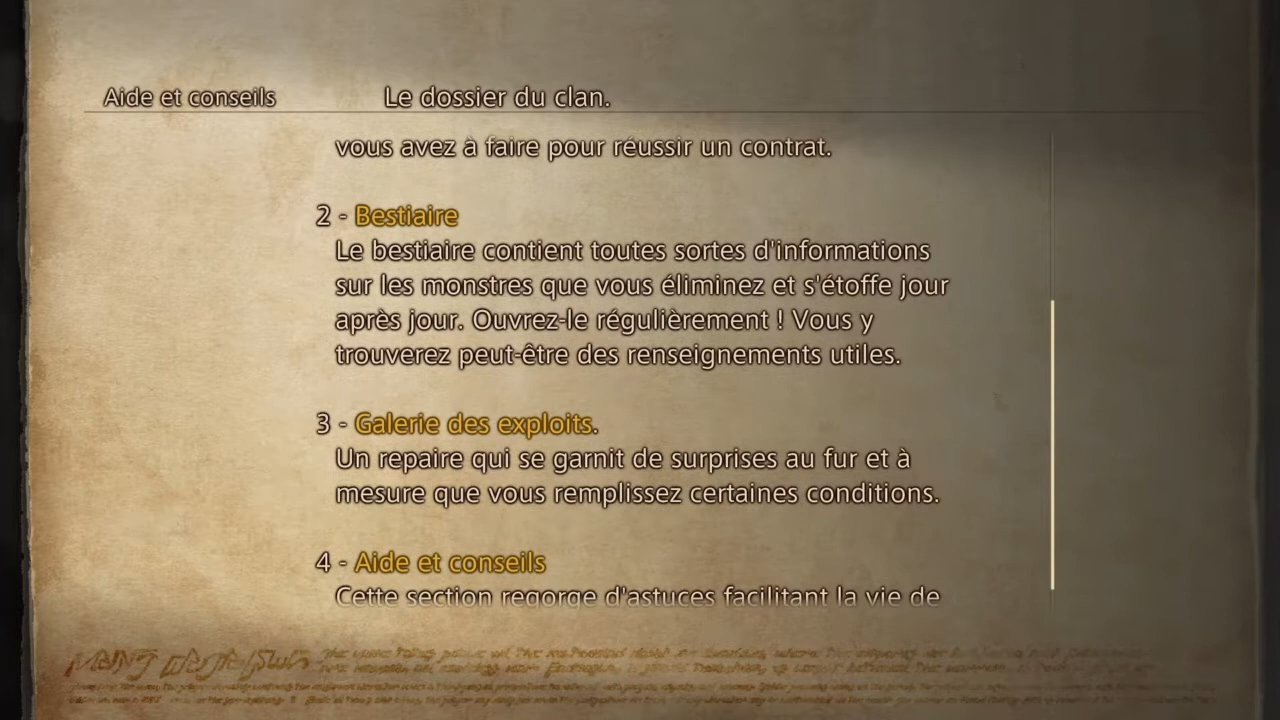 Aide et conseils
Le dossier du clan.
vous avez à faire pour réussir un contrat.
2 - Bestiaire
Le bestiaire contient toutes sortes d'informations
sur les monstres que vous éliminez et s'étoffe jour
après jour. Ouvrez-le régulièrement ! Vous y
trouverez peut-être des renseignements utiles.
3 - Galerie des exploits.
Un repaire qui se garnit de surprises au fur et à
mesure que vous remplissez certaines conditions.
4 - Aide et conseils
Cette section regorge d'astuces facilitant la vie de